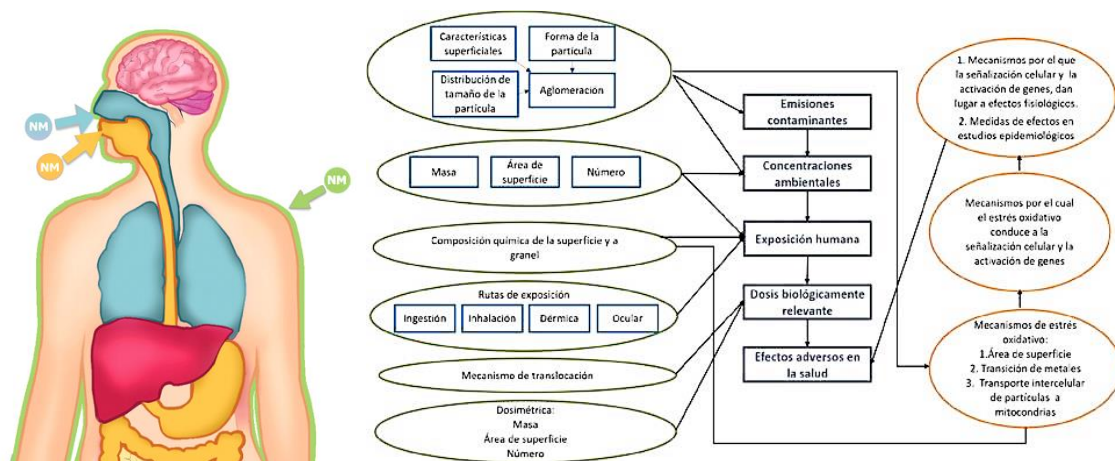 NM
NM
NM
Características
superficiales
Forma de la
partícula
Distribución de
tamaño de la
partícula
Aglomeración
Masa
Área de
superficie
Número
Composición química de la superficie y a
granel
Rutas de exposición
Ingestión
Inhalación
Dérmica
Ocular
Mecanismo de translocación
Dosimétrica:
Masa
Área de superficie
Número
Emisiones
contaminantes
Concentraciones
ambientales
Exposición humana
Dosis biológicamente
relevante
Efectos adversos en
la salud
1. Mecanismos por el que
la señalización celular y la
activación de genes, dan
lugar a efectos fisiológicos.
2. Medidas de efectos en
estudios epidemiológicos
Mecanismos por el cual
el estrés oxidativo
conduce a la
señalización celular y la
activación de genes
Mecanismos de estrés
oxidativo:
1.Área de superficie
2. Transición de metales
3. Transporte intercelular
de partículas a
mitocondrias